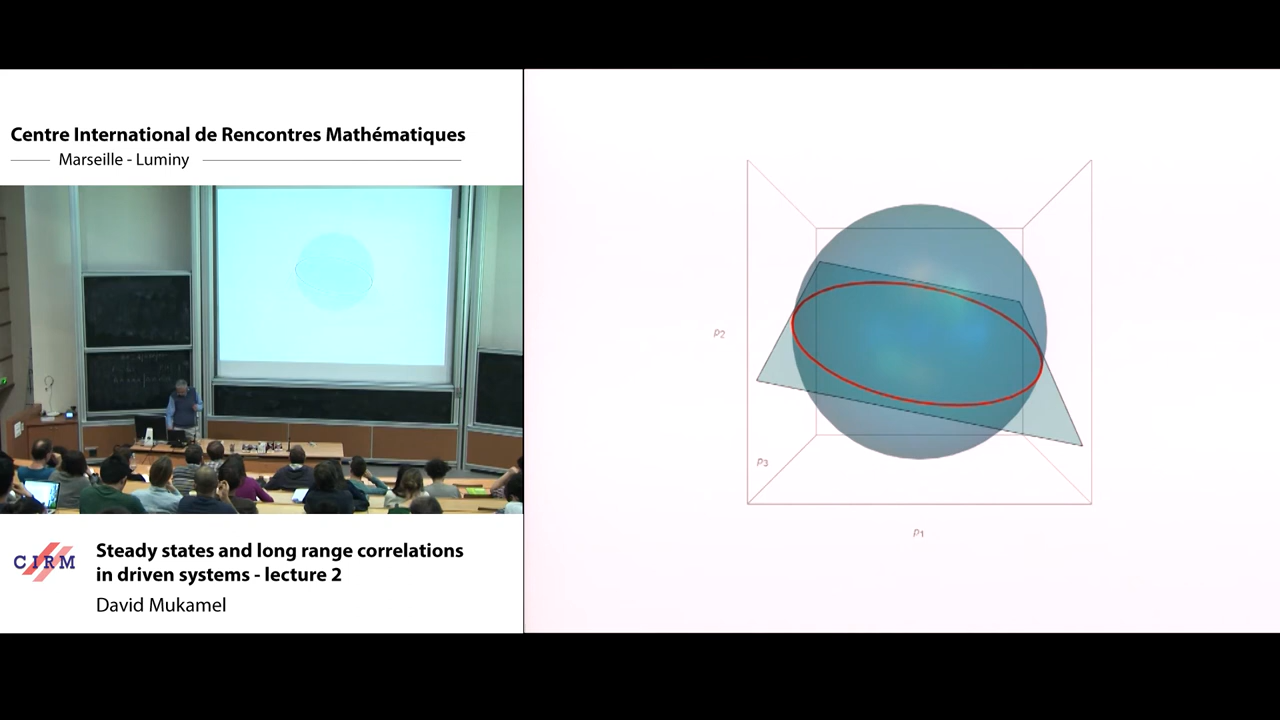 Centre International de Rencontres Mathématiques
Marseille - Luminy
CIRM
Steady states and long range correlations
in driven systems - lecture 2
David Mukamel
P2
P3
P1